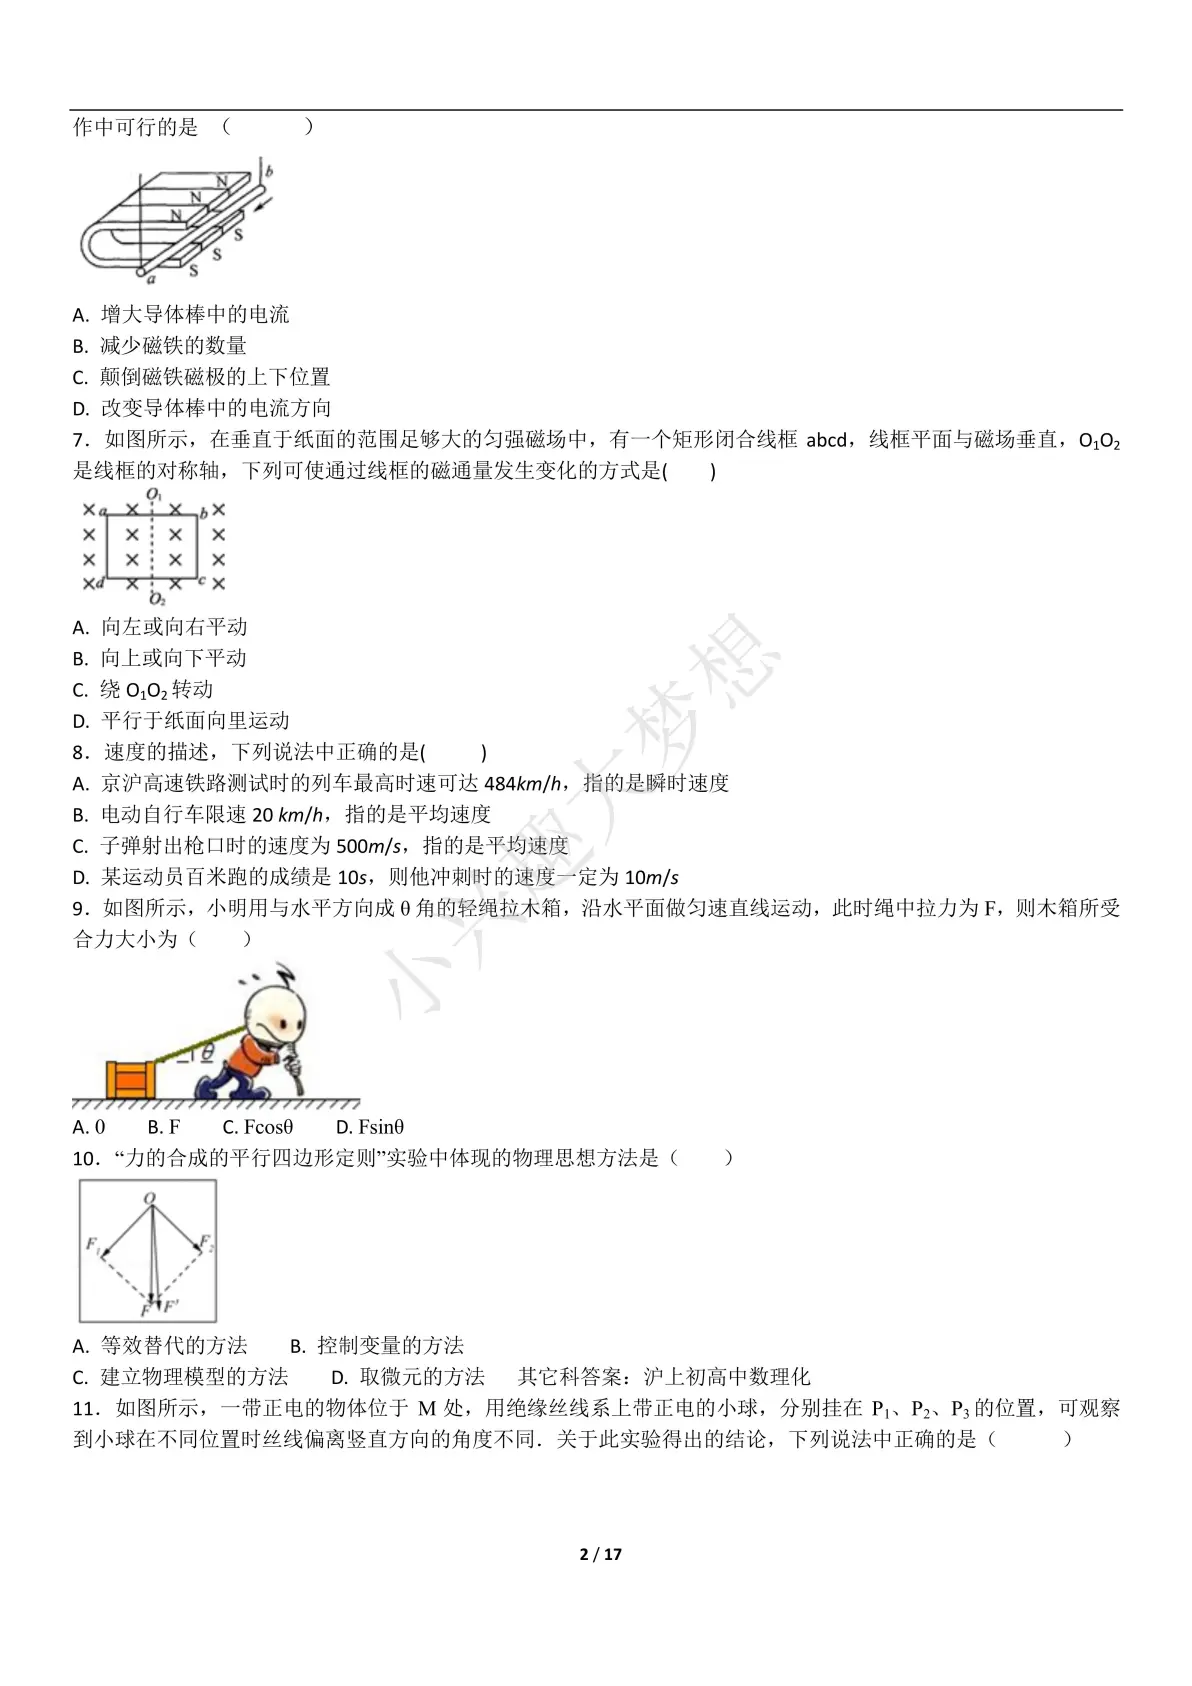 作中可行的是 （ ）
N
N
N
b
S
S
S
a
A. 增大导体棒中的电流
B. 减少磁铁的数量
C. 颠倒磁铁磁极的上下位置
D. 改变导体棒中的电流方向
7．如图所示，在垂直于纸面的范围足够大的匀强磁场中，有一个矩形闭合线框 abcd，线框平面与磁场垂直，O₁O₂
是线框的对称轴，下列可使通过线框的磁通量发生变化的方式是( )
O₁
a
b
d
c
O₂
A. 向左或向右平动
B. 向上或向下平动
C. 绕 O₁O₂ 转动
D. 平行于纸面向里运动
8．速度的描述，下列说法中正确的是( )
A. 京沪高速铁路测试时的列车最高时速可达 484km/h，指的是瞬时速度
B. 电动自行车限速 20 km/h，指的是平均速度
C. 子弹射出枪口时的速度为 500m/s，指的是平均速度
D. 某运动员百米跑的成绩是 10s，则他冲刺时的速度一定为 10m/s
9．如图所示，小明用与水平方向成 θ 角的轻绳拉木箱，沿水平面做匀速直线运动，此时绳中拉力为 F，则木箱所受
合力大小为（ ）
θ
A. 0 B. F C. Fcosθ D. Fsinθ
10．“力的合成的平行四边形定则”实验中体现的物理思想方法是（ ）
O
F₁
F₂
F F'
A. 等效替代的方法 B. 控制变量的方法
C. 建立物理模型的方法 D. 取微元的方法 其它科答案：沪上初高中数理化
11．如图所示，一带正电的物体位于 M 处，用绝缘丝线系上带正电的小球，分别挂在 P₁、P₂、P₃ 的位置，可观察
到小球在不同位置时丝线偏离竖直方向的角度不同．关于此实验得出的结论，下列说法中正确的是（ ）
小兴趣大梦想
2 / 17